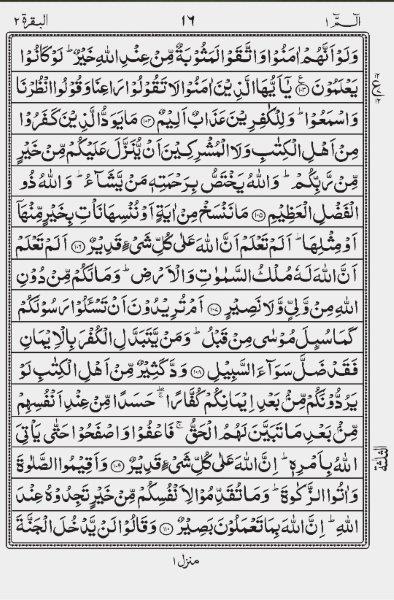 الۤمّۤ ١ ١٦ البقرة ٢
وَلَوْ اَنَّهُمْ اٰمَنُوْا وَاتَّقَوْا لَمَثُوْبَةٌ مِّنْ عِنْدِ اللّٰهِ خَيْرٌ ؕ لَوْ كَانُوْا
يَعْلَمُوْنَ ﴿١٠٣﴾ يٰۤاَيُّهَا الَّذِيْنَ اٰمَنُوْا لَا تَقُوْلُوْا رَاعِنَا وَقُوْلُوا انْظُرْنَا
وَاسْمَعُوْا ؕ وَلِلْكٰفِرِيْنَ عَذَابٌ اَلِيْمٌ ﴿١٠٤﴾ مَا يَوَدُّ الَّذِيْنَ كَفَرُوْا
مِنْ اَهْلِ الْكِتٰبِ وَلَا الْمُشْرِكِيْنَ اَنْ يُّنَزَّلَ عَلَيْكُمْ مِّنْ خَيْرٍ
مِّنْ رَّبِّكُمْ ؕ وَاللّٰهُ يَخْتَصُّ بِرَحْمَتِهٖ مَنْ يَّشَآءُ ؕ وَاللّٰهُ ذُو
الْفَضْلِ الْعَظِيْمِ ﴿١٠٥﴾ مَا نَنْسَخْ مِنْ اٰيَةٍ اَوْ نُنْسِهَا نَاْتِ بِخَيْرٍ مِّنْهَاۤ
اَوْ مِثْلِهَا ؕ اَلَمْ تَعْلَمْ اَنَّ اللّٰهَ عَلٰى كُلِّ شَيْءٍ قَدِيْرٌ ﴿١٠٦﴾ اَلَمْ تَعْلَمْ
اَنَّ اللّٰهَ لَهٗ مُلْكُ السَّمٰوٰتِ وَالْاَرْضِ ؕ وَمَا لَكُمْ مِّنْ دُوْنِ
اللّٰهِ مِنْ وَّلِيٍّ وَّلَا نَصِيْرٍ ﴿١٠٧﴾ اَمْ تُرِيْدُوْنَ اَنْ تَسْـَٔلُوْا رَسُوْلَكُمْ
كَمَا سُىِٕلَ مُوْسٰى مِنْ قَبْلُ ؕ وَمَنْ يَّتَبَدَّلِ الْكُفْرَ بِالْاِيْمَانِ
فَقَدْ ضَلَّ سَوَآءَ السَّبِيْلِ ﴿١٠٨﴾ وَدَّ كَثِيْرٌ مِّنْ اَهْلِ الْكِتٰبِ لَوْ
يَرُدُّوْنَكُمْ مِّنْۢ بَعْدِ اِيْمَانِكُمْ كُفَّارًا ۖۚ حَسَدًا مِّنْ عِنْدِ اَنْفُسِهِمْ
مِّنْۢ بَعْدِ مَا تَبَيَّنَ لَهُمُ الْحَقُّ ۚ فَاعْفُوْا وَاصْفَحُوْا حَتّٰى يَاْتِيَ
اللّٰهُ بِاَمْرِهٖ ؕ اِنَّ اللّٰهَ عَلٰى كُلِّ شَيْءٍ قَدِيْرٌ ﴿١٠٩﴾ وَاَقِيْمُوا الصَّلٰوةَ
وَاٰتُوا الزَّكٰوةَ ؕ وَمَا تُقَدِّمُوْا لِاَنْفُسِكُمْ مِّنْ خَيْرٍ تَجِدُوْهُ عِنْدَ
اللّٰهِ ؕ اِنَّ اللّٰهَ بِمَا تَعْمَلُوْنَ بَصِيْرٌ ﴿١١٠﴾ وَقَالُوْا لَنْ يَّدْخُلَ الْجَنَّةَ
منزل ١